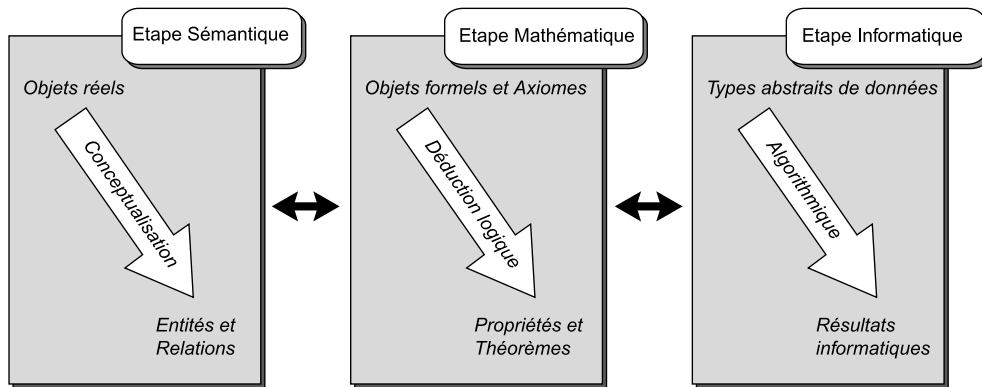 Etape Sémantique
Objets réels
Conceptualisation
Entités et
Relations
Etape Mathématique
Objets formels et Axiomes
Déduction logique
Propriétés et
Théorèmes
Etape Informatique
Types abstraits de données
Algorithmique
Résultats
informatiques